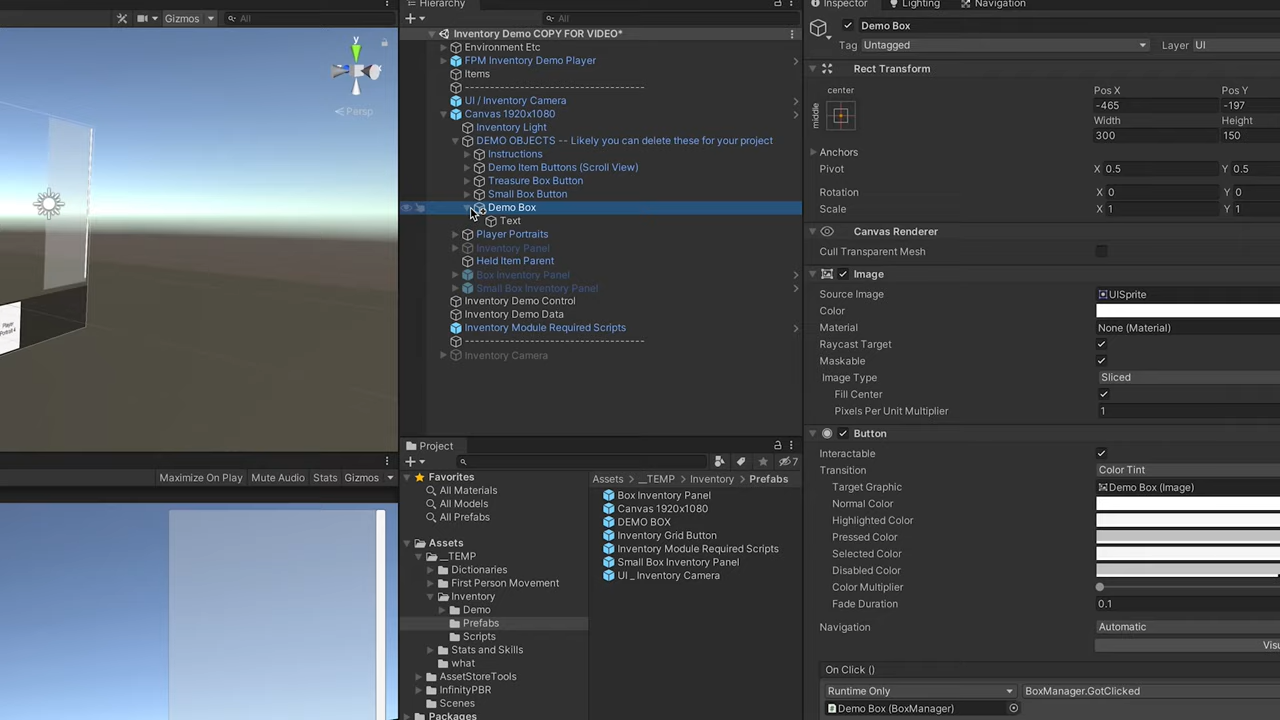 Gizmos
All
y
Persp
Player
Portrait 4
Maximize On Play Mute Audio Stats Gizmos
Hierarchy
All
Inventory Demo COPY FOR VIDEO*
Environment Etc
FPM Inventory Demo Player
Items
----------------------------------
UI / Inventory Camera
Canvas 1920x1080
Inventory Light
DEMO OBJECTS -- Likely you can delete these for your project
Instructions
Demo Item Buttons (Scroll View)
Treasure Box Button
Small Box Button
Demo Box
Text
Player Portraits
Inventory Panel
Held Item Parent
Box Inventory Panel
Small Box Inventory Panel
Inventory Demo Control
Inventory Demo Data
Inventory Module Required Scripts
----------------------------------
Inventory Camera
Project
7
Favorites
All Materials
All Models
All Prefabs
Assets
__TEMP
Dictionaries
First Person Movement
Inventory
Demo
Prefabs
Scripts
Stats and Skills
what
AssetStoreTools
InfinityPBR
Scenes
Packages
Assets __TEMP Inventory Prefabs
Box Inventory Panel
Canvas 1920x1080
DEMO BOX
Inventory Grid Button
Inventory Module Required Scripts
Small Box Inventory Panel
UI _ Inventory Camera
Inspector Lighting Navigation
Demo Box
Tag Untagged Layer UI
Rect Transform
center
middle
Pos X Pos Y
-465 -197
Width Height
300 150
Anchors
Pivot X 0.5 Y 0.5
Rotation X 0 Y 0
Scale X 1 Y 1
Canvas Renderer
Cull Transparent Mesh
Image
Source Image UISprite
Color
Material None (Material)
Raycast Target
Maskable
Image Type Sliced
Fill Center
Pixels Per Unit Multiplier 1
Button
Interactable
Transition Color Tint
Target Graphic Demo Box (Image)
Normal Color
Highlighted Color
Pressed Color
Selected Color
Disabled Color
Color Multiplier
Fade Duration 0.1
Navigation Automatic
Visu
On Click ()
Runtime Only BoxManager.GotClicked
Demo Box (BoxManager)